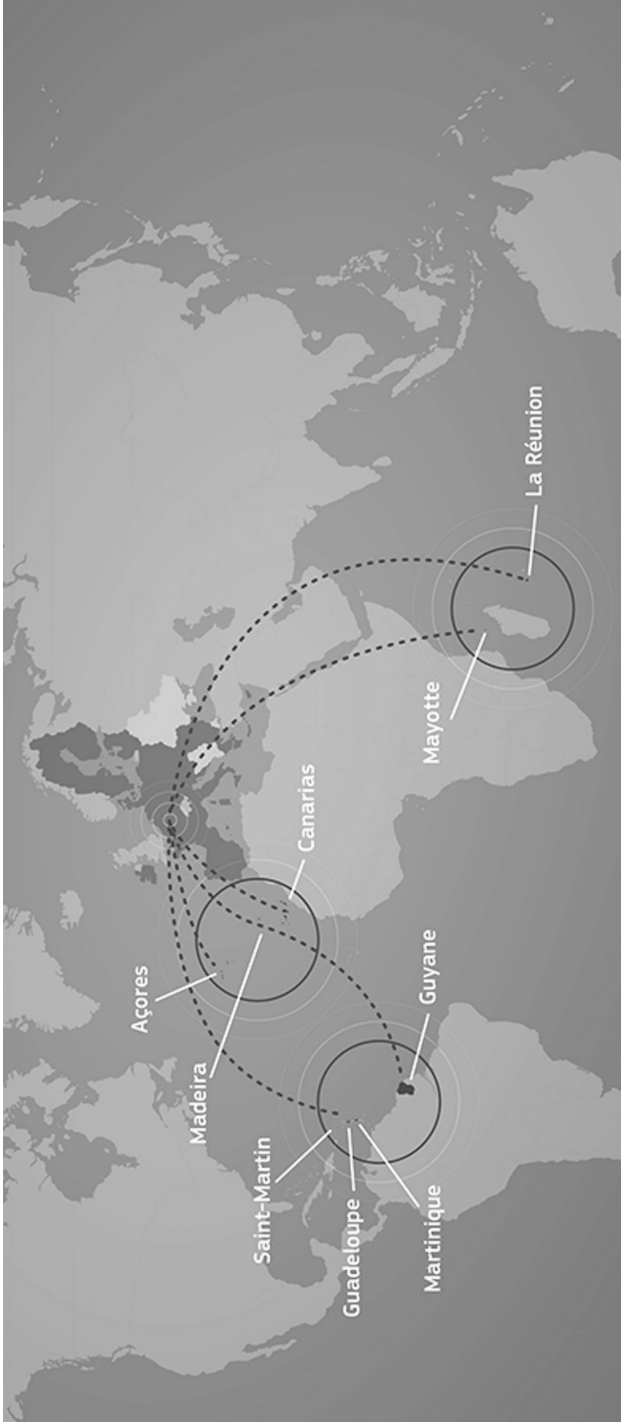 Açores
Madeira
Saint-Martin
Guadeloupe
Martinique
Guyane
Canarias
Mayotte
La Réunion